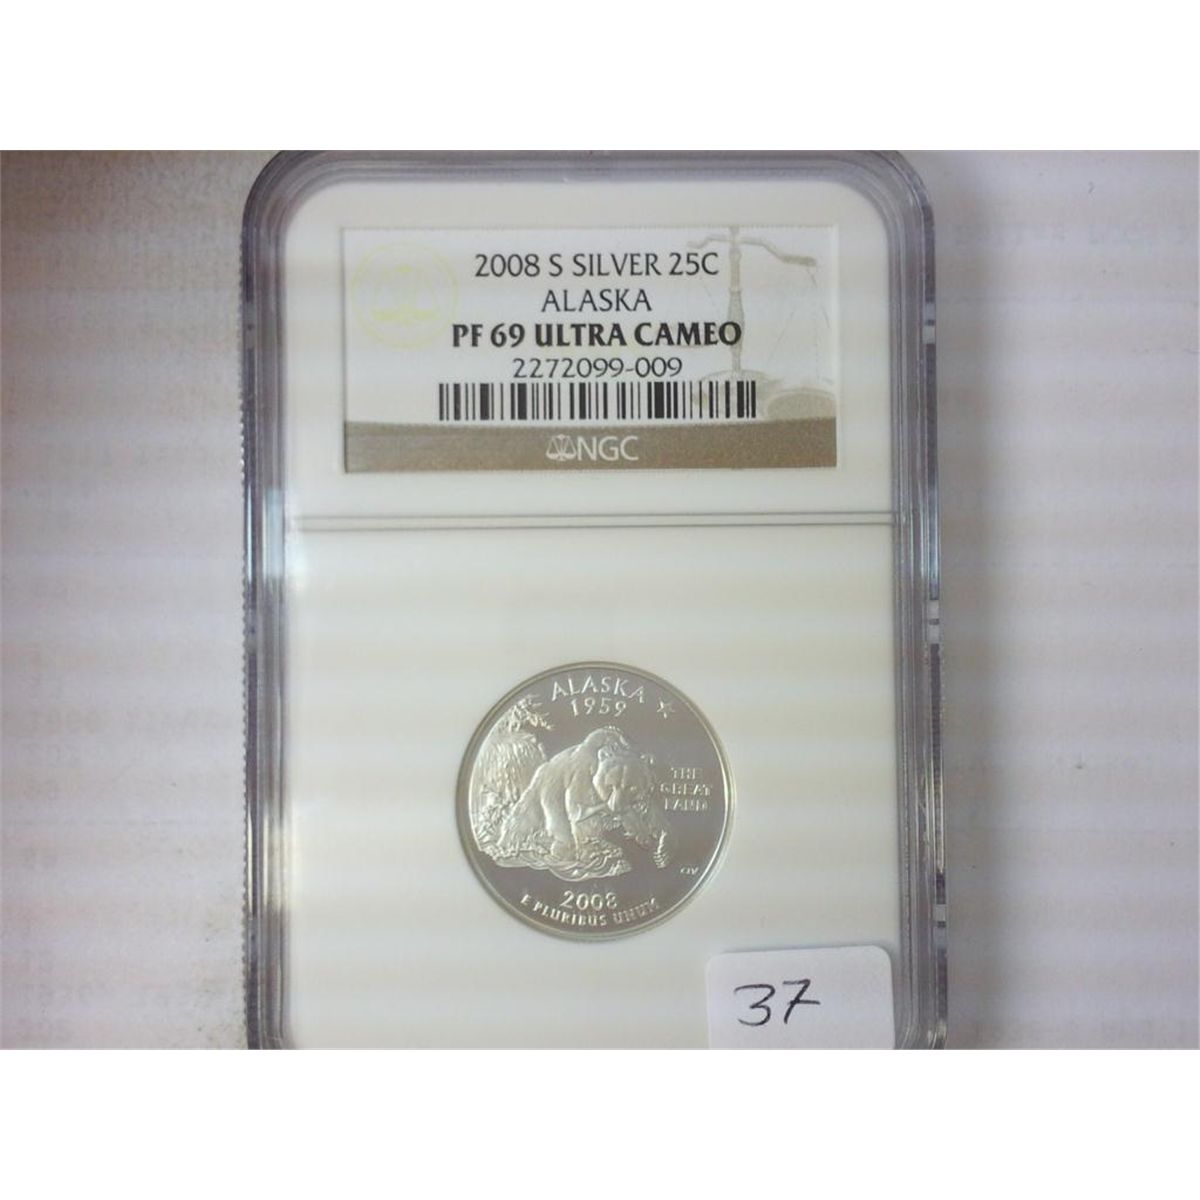 2008 S SILVER 25C
ALASKA
PF 69 ULTRA CAMEO
2272099-009
NGC
ALASKA
1959
THE
GREAT
LAND
2008
E PLURIBUS UNUM
37